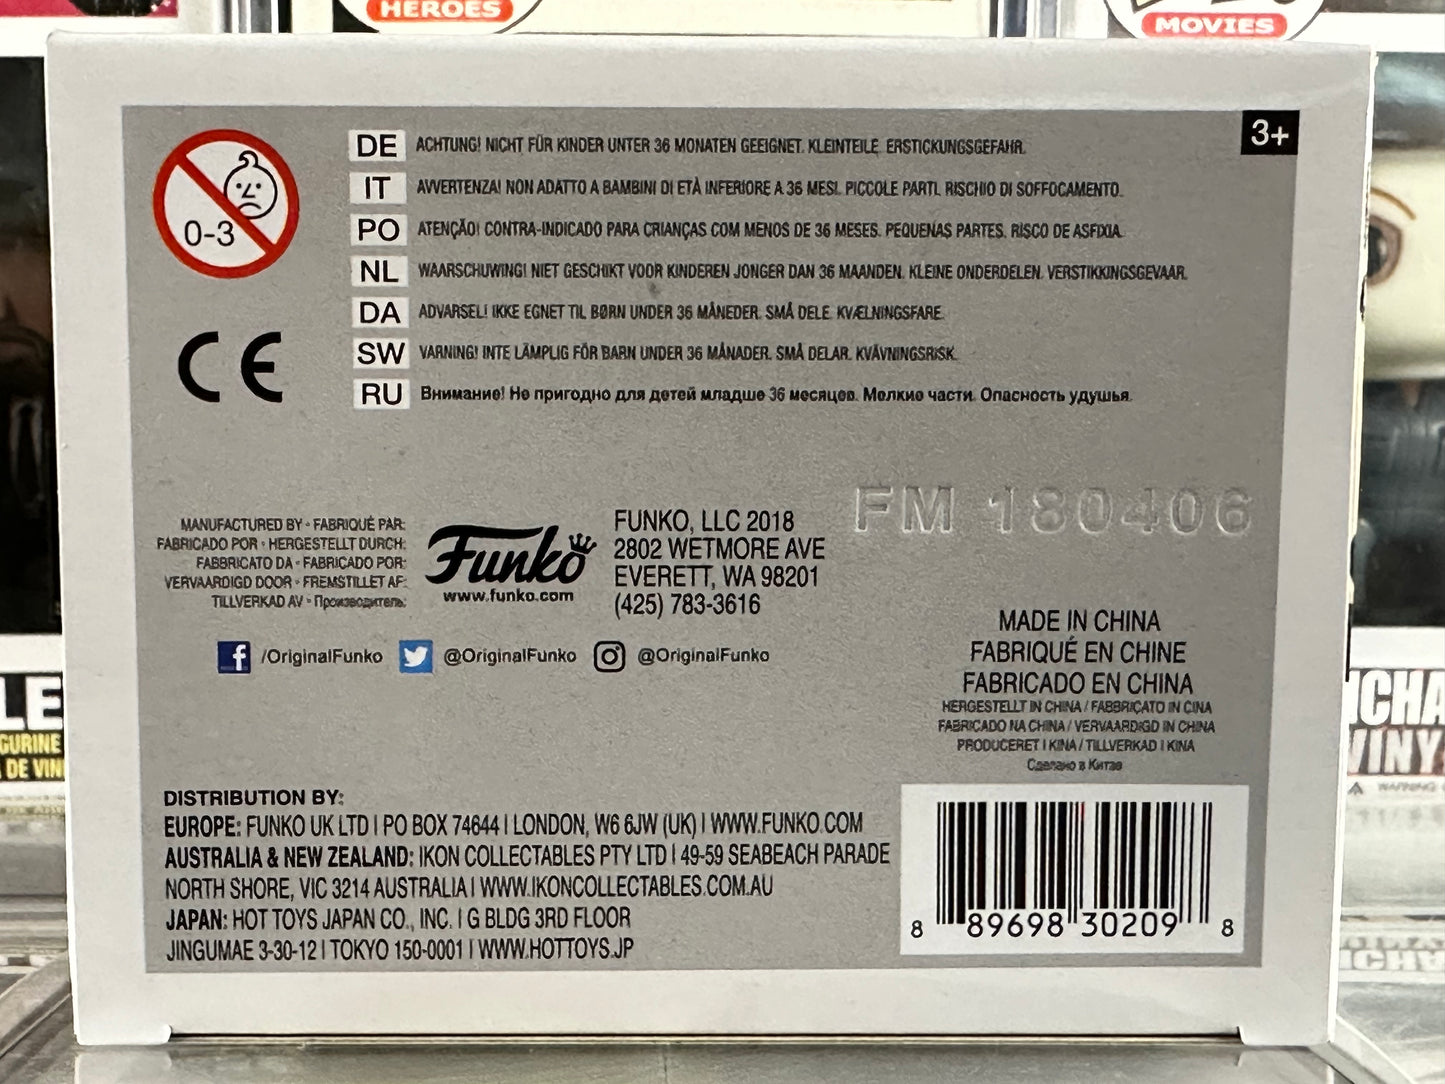 HEROES
MOVIES
3+
0-3
DE ACHTUNG! NICHT FÜR KINDER UNTER 36 MONATEN GEEIGNET. KLEINTEILE. ERSTICKUNGSGEFAHR.
IT AVVERTENZA! NON ADATTO A BAMBINI DI ETÀ INFERIORE A 36 MESI. PICCOLE PARTI. RISCHIO DI SOFFOCAMENTO.
PO ATENÇÃO! CONTRA-INDICADO PARA CRIANÇAS COM MENOS DE 36 MESES. PEQUENAS PARTES. RISCO DE ASFIXIA.
NL WAARSCHUWING! NIET GESCHIKT VOOR KINDEREN JONGER DAN 36 MAANDEN. KLEINE ONDERDELEN. VERSTIKKINGSGEVAAR.
DA ADVARSEL! IKKE EGNET TIL BØRN UNDER 36 MÅNEDER. SMÅ DELE. KVÆLNINGSFARE.
SW VARNING! INTE LÄMPLIG FÖR BARN UNDER 36 MÅNADER. SMÅ DELAR. KVÄVNINGSRISK.
RU Внимание! Не пригодно для детей младше 36 месяцев. Мелкие части. Опасность удушья.
CE
FM 180406
MANUFACTURED BY • FABRIQUÉ PAR:
FABRICADO POR • HERGESTELLT DURCH:
FABBRICATO DA • FABRICADO POR:
VERVAARDIGD DOOR • FREMSTILLET AF:
TILLVERKAD AV • Производитель:
Funko
www.funko.com
FUNKO, LLC 2018
2802 WETMORE AVE
EVERETT, WA 98201
(425) 783-3616
/OriginalFunko @OriginalFunko @OriginalFunko
MADE IN CHINA
FABRIQUÉ EN CHINE
FABRICADO EN CHINA
HERGESTELLT IN CHINA / FABBRICATO IN CINA
FABRICADO NA CHINA / VERVAARDIGD IN CHINA
PRODUCERET I KINA / TILLVERKAD I KINA
Сделано в Китае
DISTRIBUTION BY:
EUROPE: FUNKO UK LTD | PO BOX 74644 | LONDON, W6 6JW (UK) | WWW.FUNKO.COM
AUSTRALIA & NEW ZEALAND: IKON COLLECTABLES PTY LTD | 49-59 SEABEACH PARADE
NORTH SHORE, VIC 3214 AUSTRALIA | WWW.IKONCOLLECTABLES.COM.AU
JAPAN: HOT TOYS JAPAN CO., INC. | G BLDG 3RD FLOOR
JINGUMAE 3-30-12 | TOKYO 150-0001 | WWW.HOTTOYS.JP
8 89698 30209 8